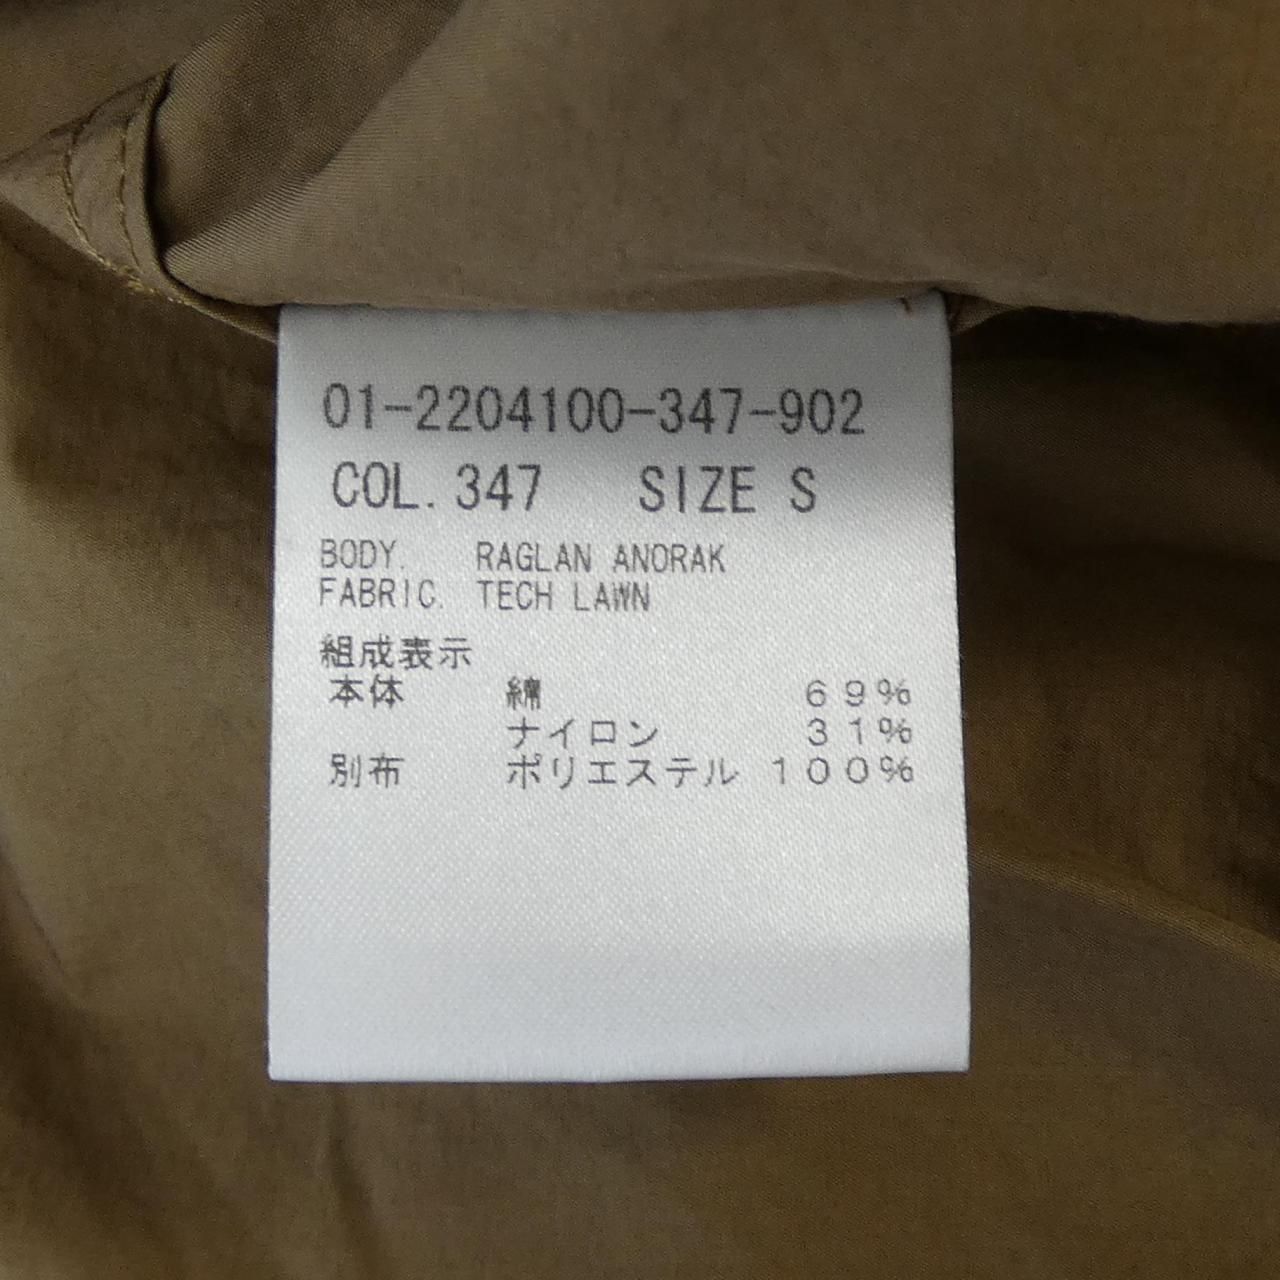 01-2204100-347-902
COL. 347 SIZE S
BODY. RAGLAN ANORAK
FABRIC. TECH LAWN
組成表示
本体 綿 69%
ナイロン 31%
別布 ポリエステル 100%